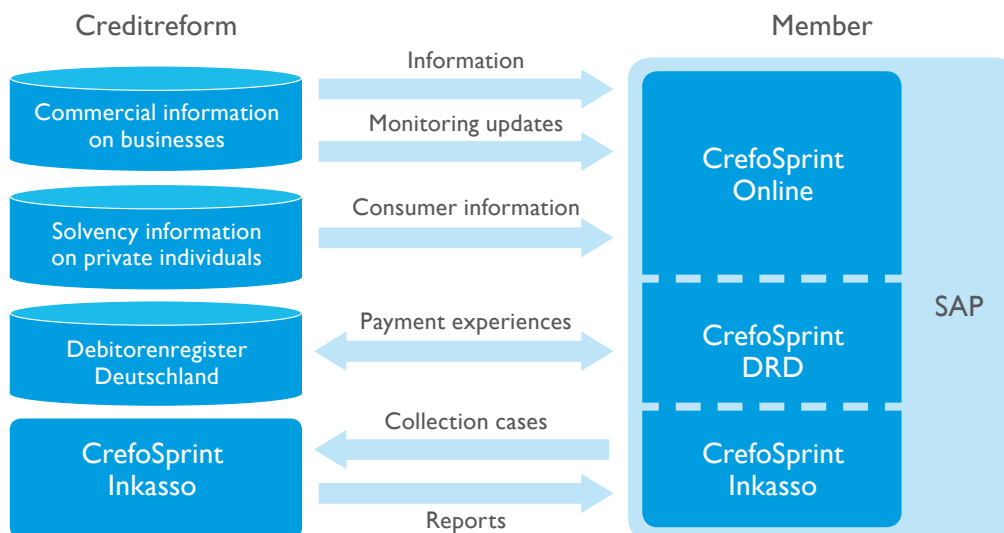 Creditreform
Member
Commercial information
on businesses
Information
Monitoring updates
CrefoSprint
Online
Solvency information
on private individuals
Consumer information
SAP
Debitorenregister
Deutschland
Payment experiences
CrefoSprint
DRD
CrefoSprint
Inkasso
Collection cases
Reports
CrefoSprint
Inkasso